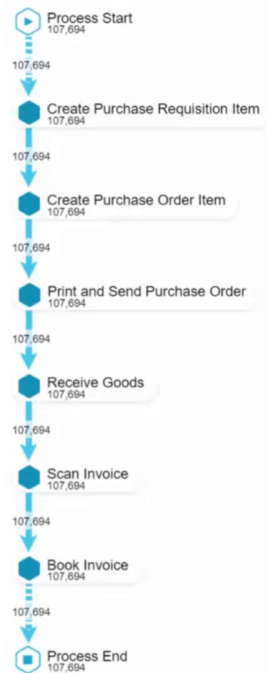 Process Start
107,694
107,694
Create Purchase Requisition Item
107,694
107,694
Create Purchase Order Item
107,694
107,694
Print and Send Purchase Order
107,694
107,694
Receive Goods
107,694
107,694
Scan Invoice
107,694
107,694
Book Invoice
107,694
107,694
Process End
107,694